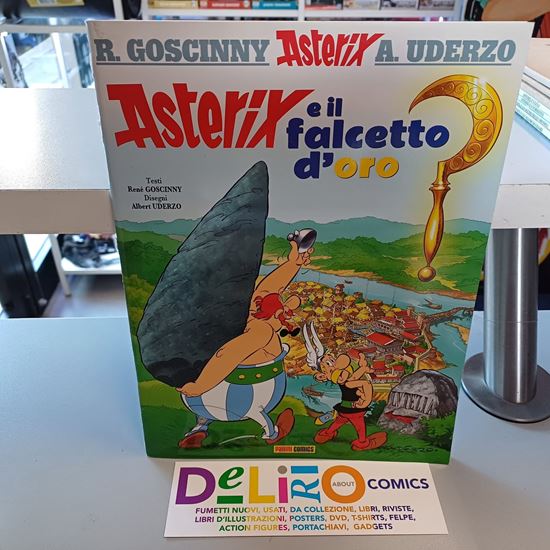 R. GOSCINNY Asterix A. UDERZO
Asterix
e il
falcetto
d'oro
Testi
René GOSCINNY
Disegni
Albert UDERZO
PANINI COMICS
DeLiRiO ABOUT COMICS
FUMETTI NUOVI, USATI, DA COLLEZIONE, LIBRI, RIVISTE,
LIBRI D'ILLUSTRAZIONI, POSTERS, DVD, T-SHIRTS, FELPE,
ACTION FIGURES, PORTACHIAVI, GADGETS